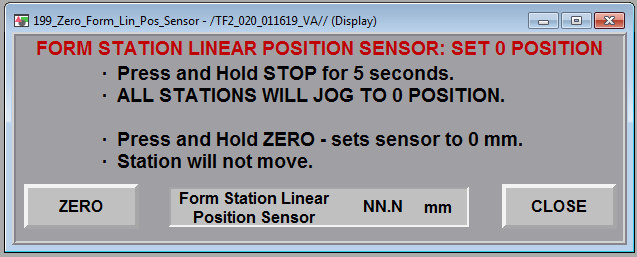 199_Zero_Form_Lin_Pos_Sensor - /TF2_020_011619_VA// (Display)
FORM STATION LINEAR POSITION SENSOR: SET 0 POSITION
· Press and Hold STOP for 5 seconds.
· ALL STATIONS WILL JOG TO 0 POSITION.
· Press and Hold ZERO - sets sensor to 0 mm.
· Station will not move.
ZERO
Form Station Linear
Position Sensor
NN.N mm
CLOSE